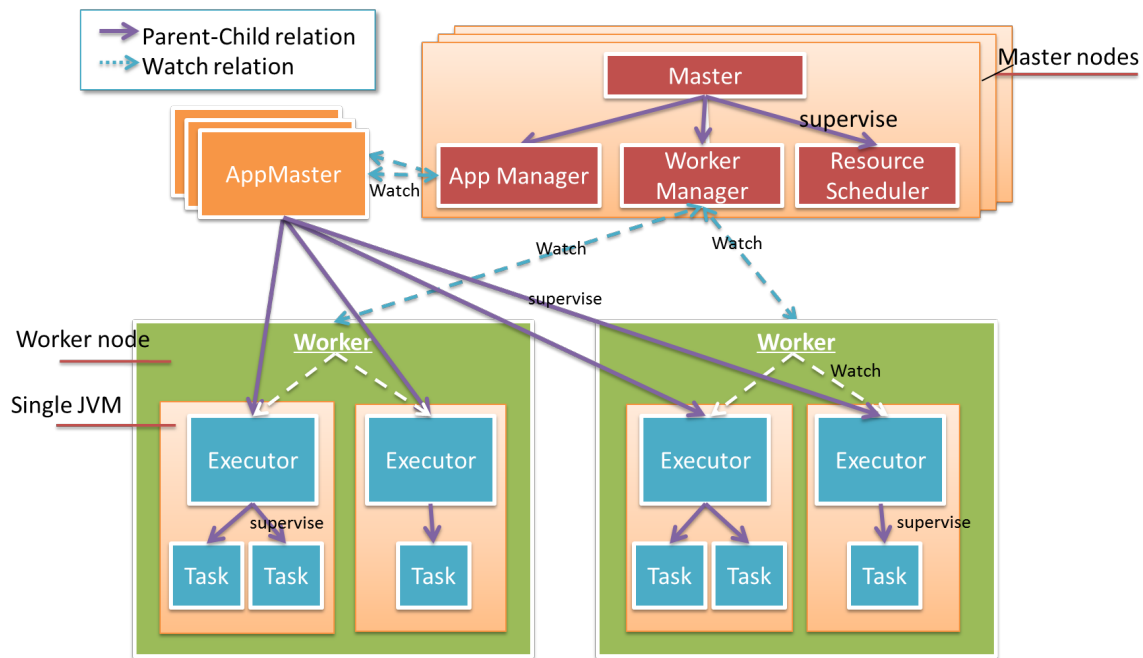 Parent-Child relation
Watch relation
Master nodes
Master
supervise
AppMaster
Watch
App Manager
Worker
Manager
Resource
Scheduler
Watch
Watch
supervise
Worker node
Worker
Worker
Watch
Single JVM
Executor
Executor
Executor
Executor
supervise
supervise
Task
Task
Task
Task
Task
Task